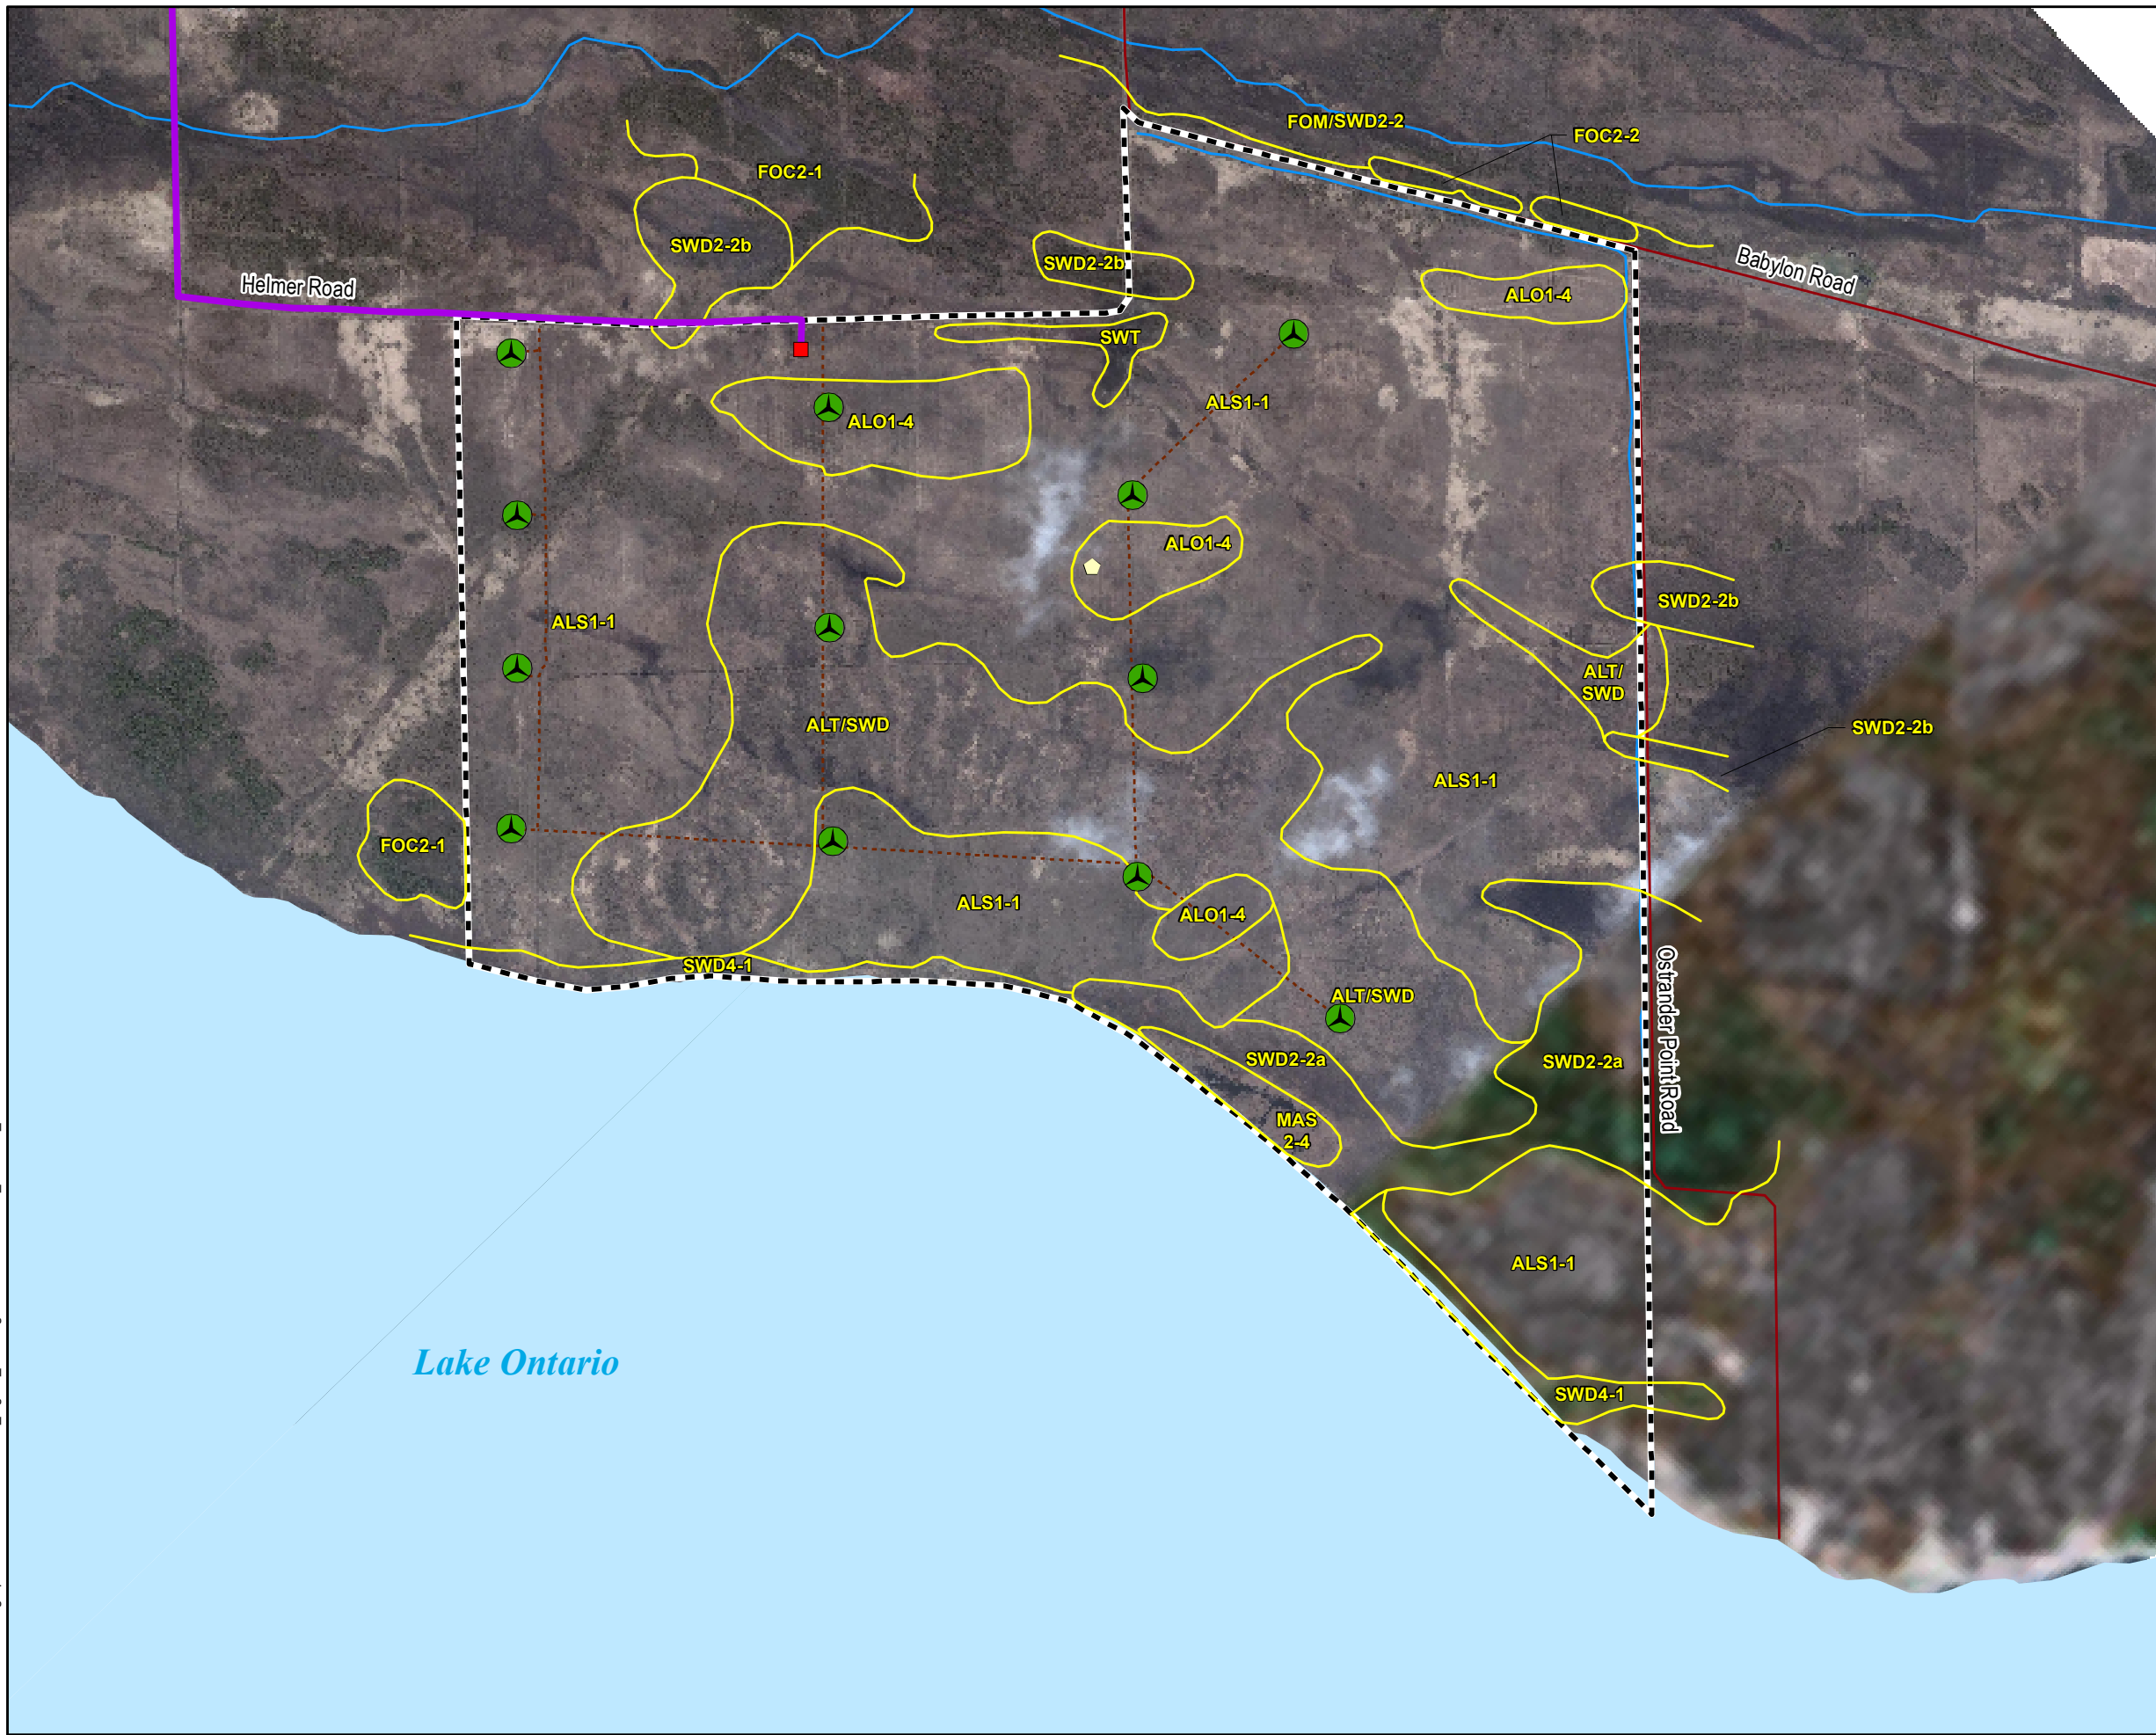 FOM/SWD2-2
FOC2-2
FOC2-1
SWD2-2b
SWD2-2b
Babylon Road
Helmer Road
ALO1-4
SWT
ALS1-1
ALO1-4
ALO1-4
SWD2-2b
ALS1-1
ALT/
SWD
ALT/SWD
SWD2-2b
ALS1-1
FOC2-1
ALS1-1
ALO1-4
SWD4-1
Ostrander Point Road
ALT/SWD
SWD2-2a
SWD2-2a
MAS
2-4
ALS1-1
Lake Ontario
SWD4-1